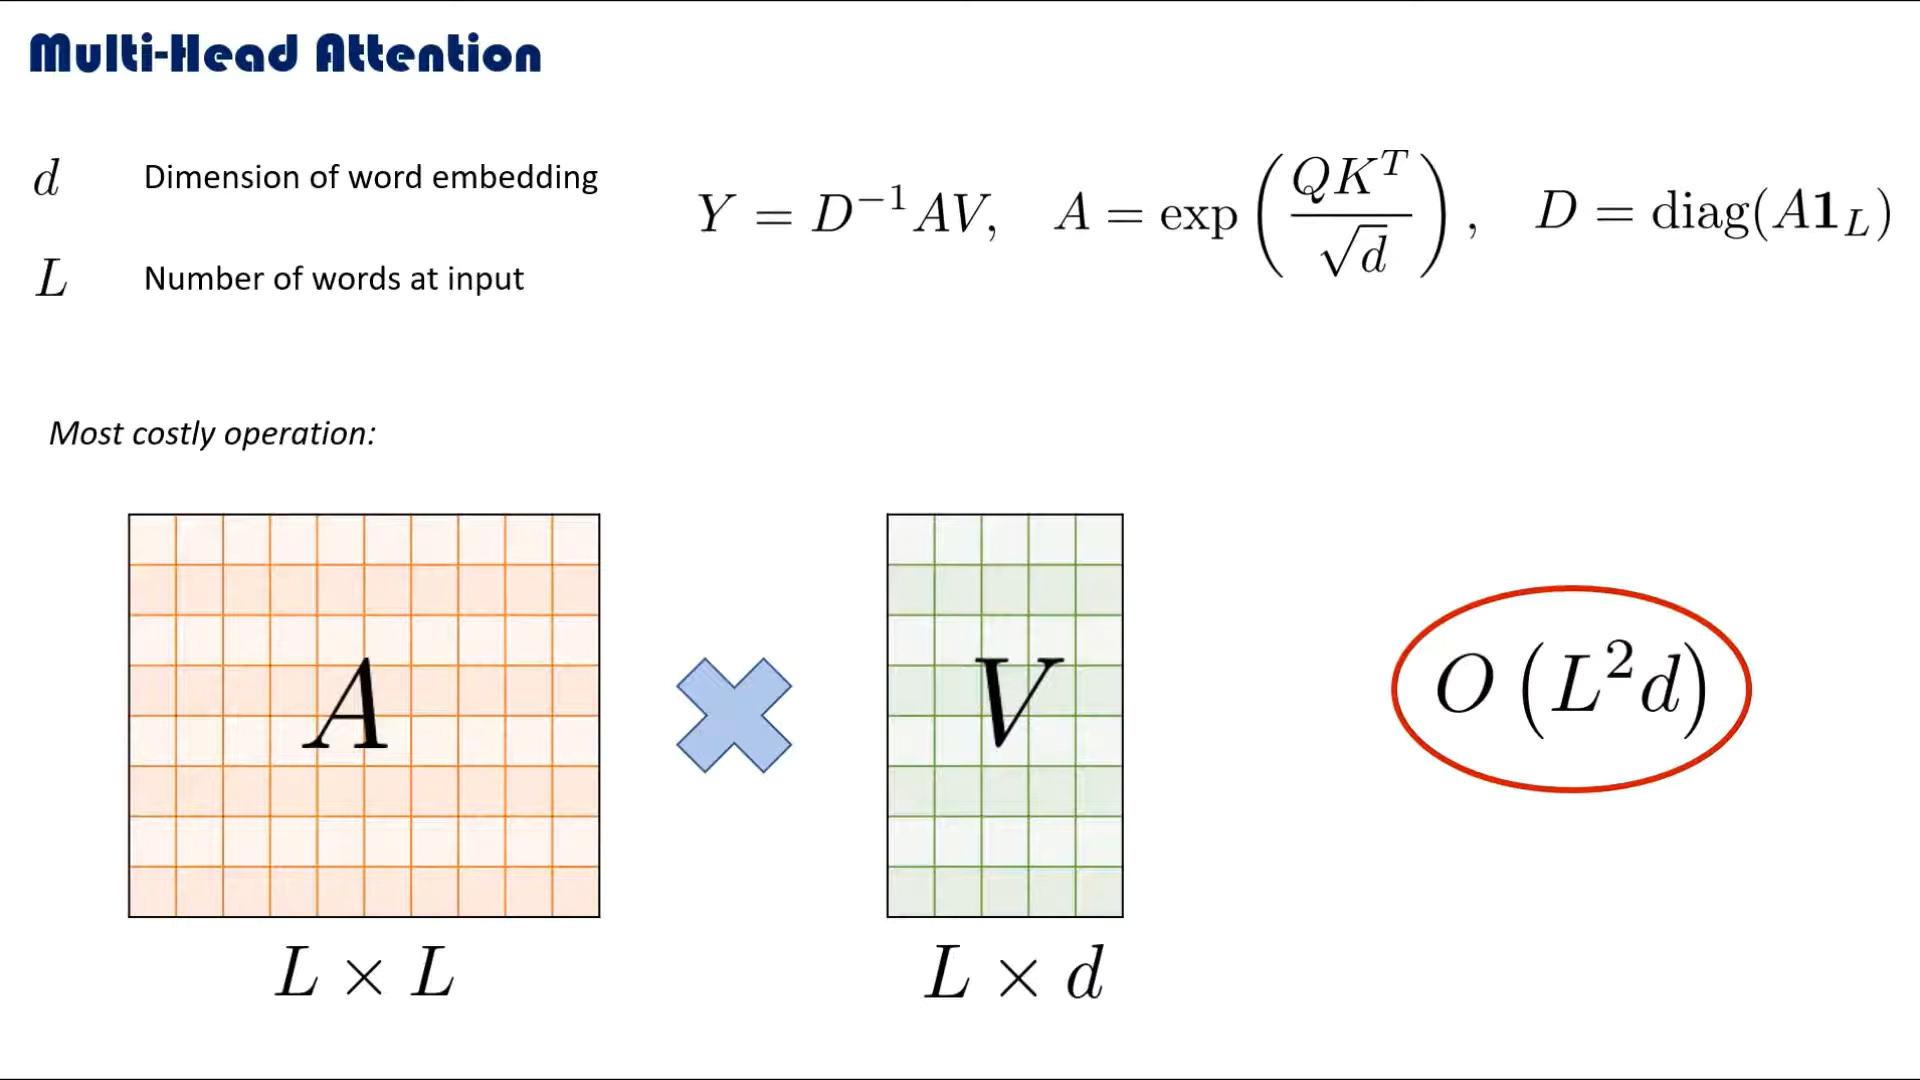 Multi-Head Attention
d Dimension of word embedding
L Number of words at input
Y = D⁻¹AV, A = exp(QKᵀ/√d), D = diag(A1_L)
Most costly operation:
A
V
O(L²d)
L × L
L × d